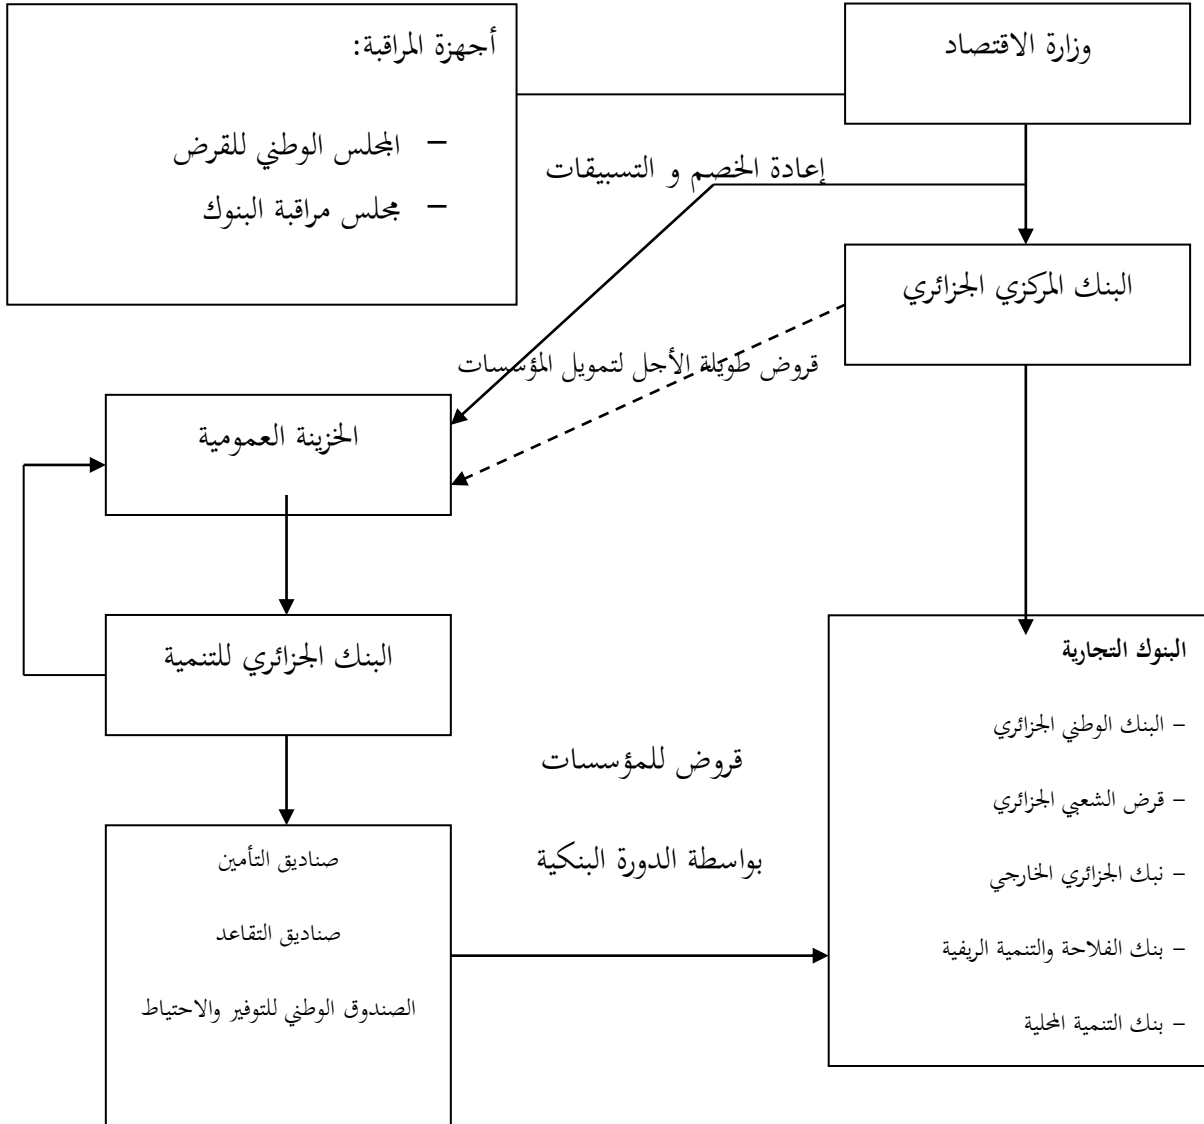 وزارة الاقتصاد
أجهزة المراقبة:
– المجلس الوطني للقرض
– مجلس مراقبة البنوك
إعادة الخصم و التسبيقات
البنك المركزي الجزائري
قروض طويلة الأجل لتمويل المؤسسات
الخزينة العمومية
البنك الجزائري للتنمية
البنوك التجارية
– البنك الوطني الجزائري
– قرض الشعبي الجزائري
– نبك الجزائري الخارجي
– بنك الفلاحة والتنمية الريفية
– بنك التنمية المحلية
قروض للمؤسسات
بواسطة الدورة البنكية
صناديق التأمين
صناديق التقاعد
الصندوق الوطني للتوفير والاحتياط